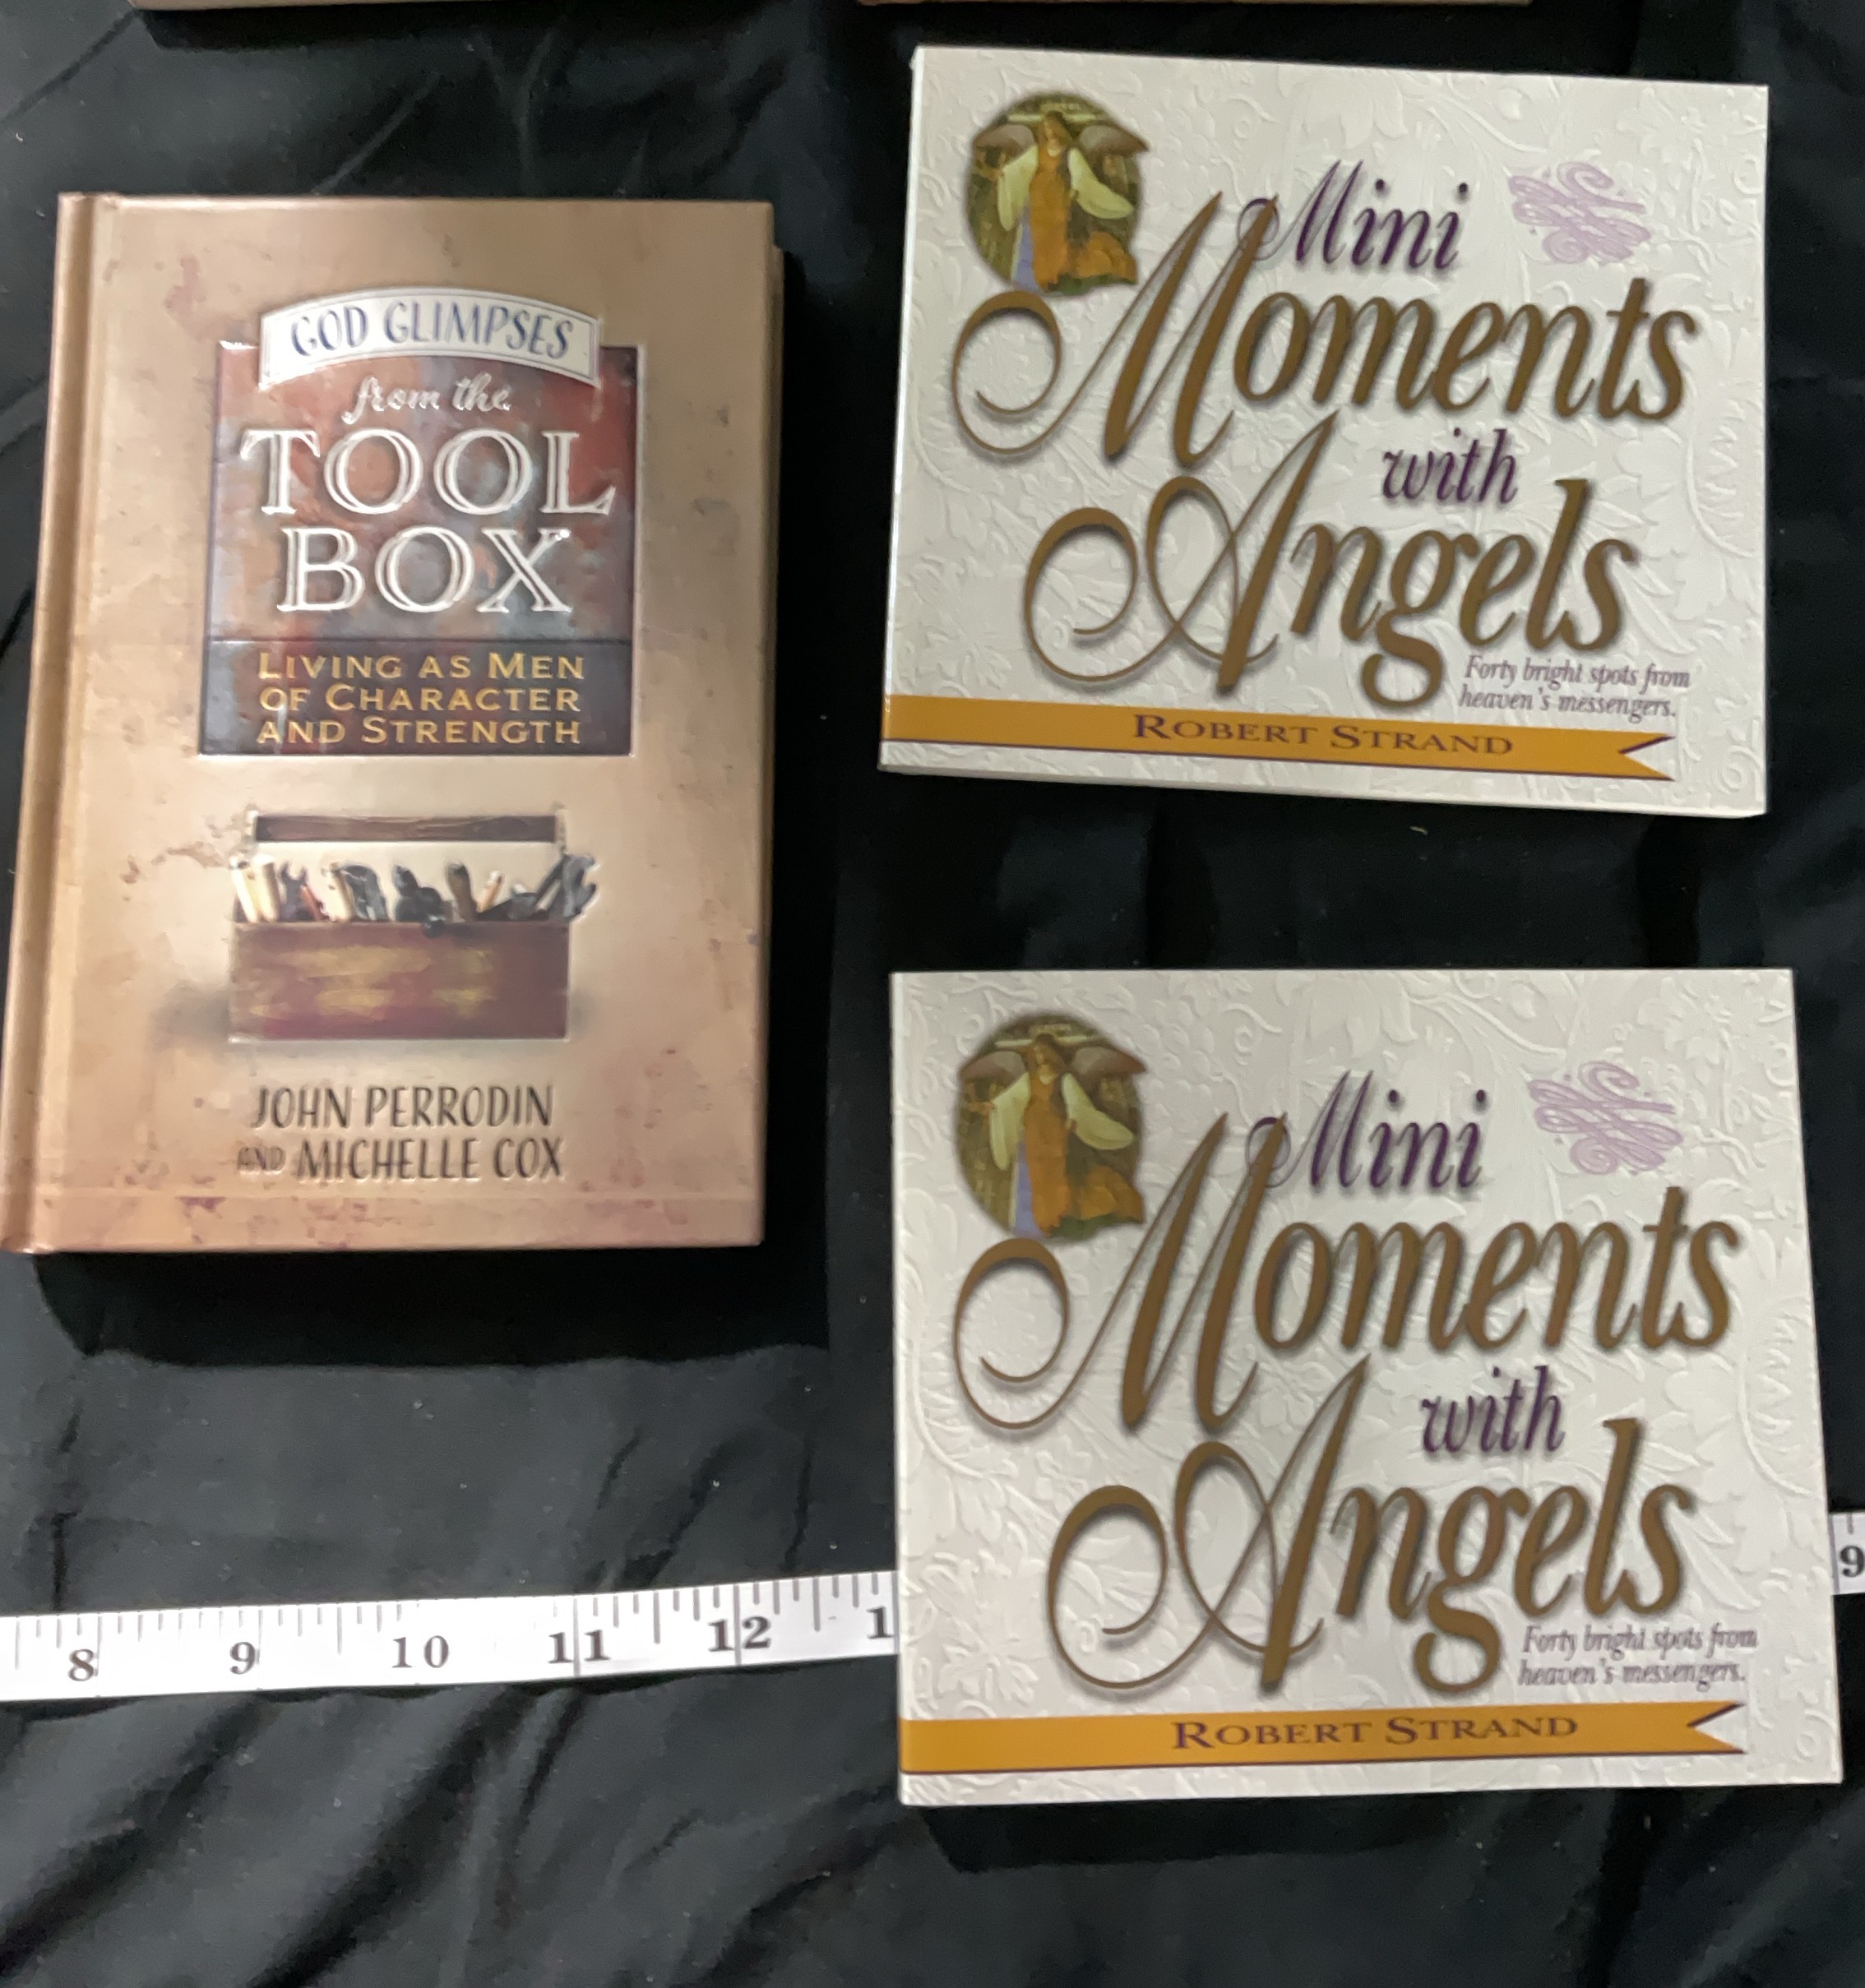 GOD GLIMPSES
from the
TOOL
BOX
LIVING AS MEN
OF CHARACTER
AND STRENGTH
JOHN PERRODIN
AND MICHELLE COX
Mini
Moments
with
Angels
Forty bright spots from
heaven's messengers.
ROBERT STRAND
Mini
Moments
with
Angels
Forty bright spots from
heaven's messengers.
ROBERT STRAND
8 9 10 11 12 1
9